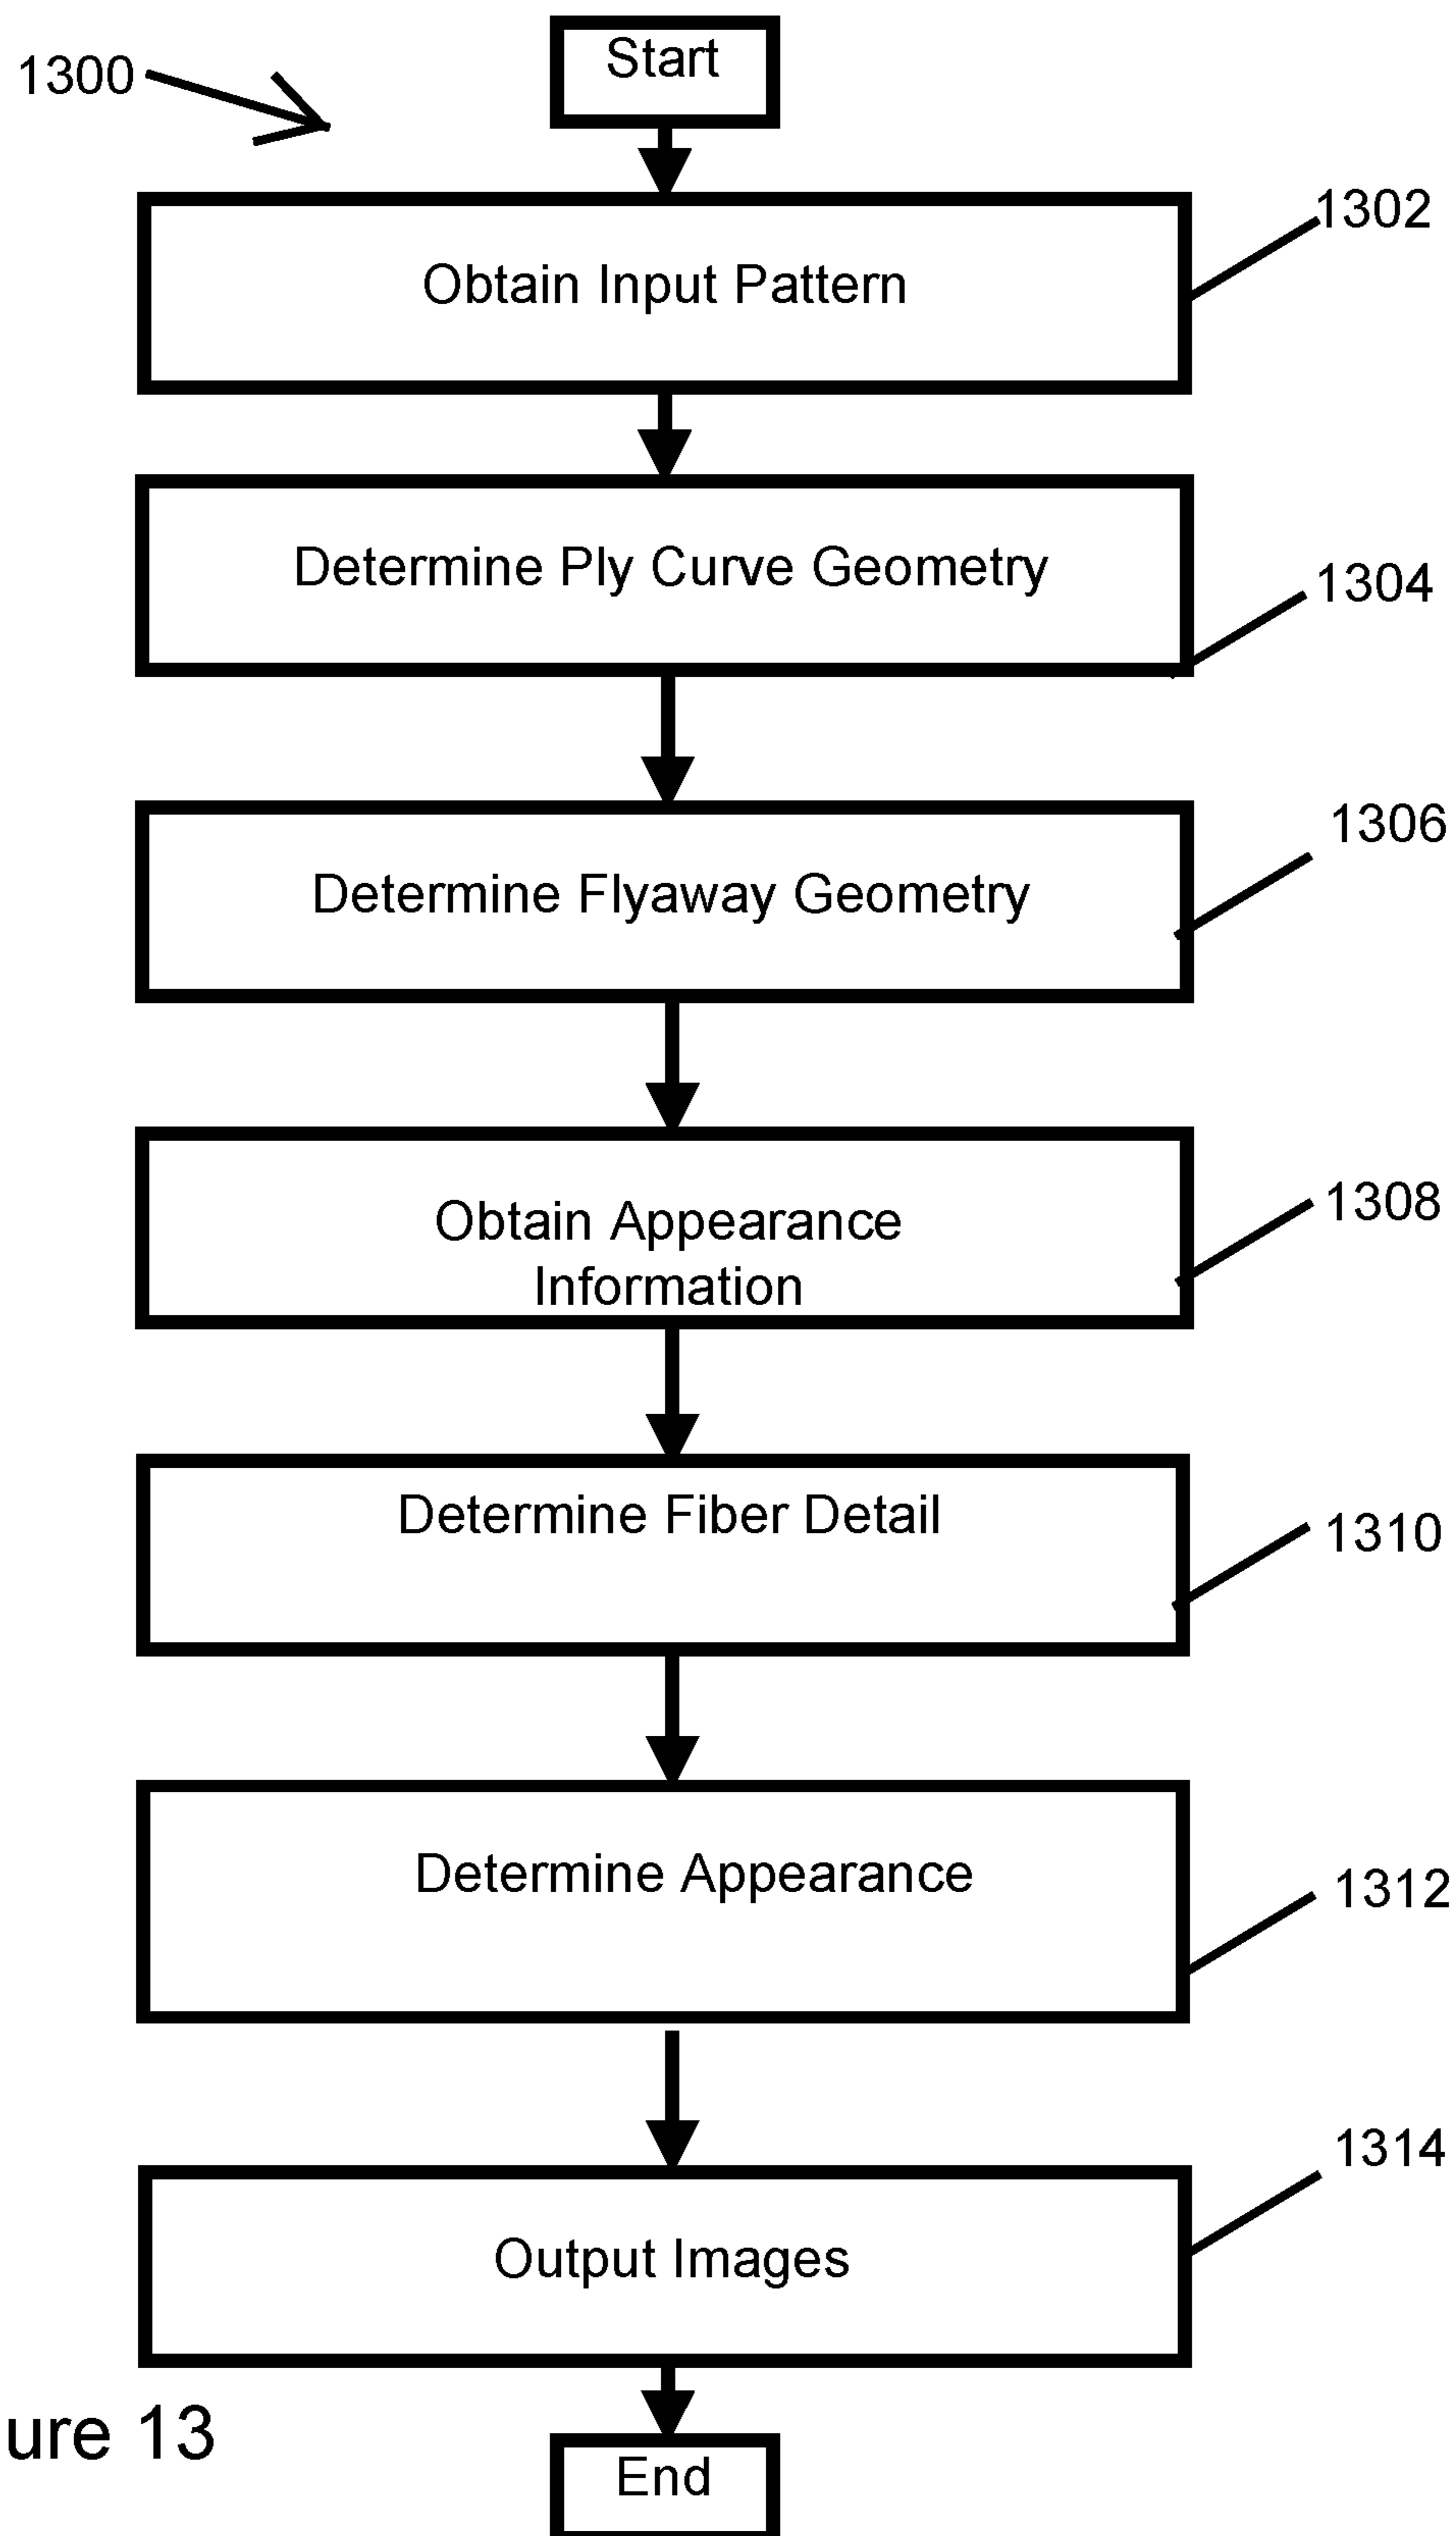 Start
1300
1302
Obtain Input Pattern
Determine Ply Curve Geometry
1304
1306
Determine Flyaway Geometry
1308
Obtain Appearance
Information
Determine Fiber Detail
1310
Determine Appearance
1312
1314
Output Images
ure 13
End